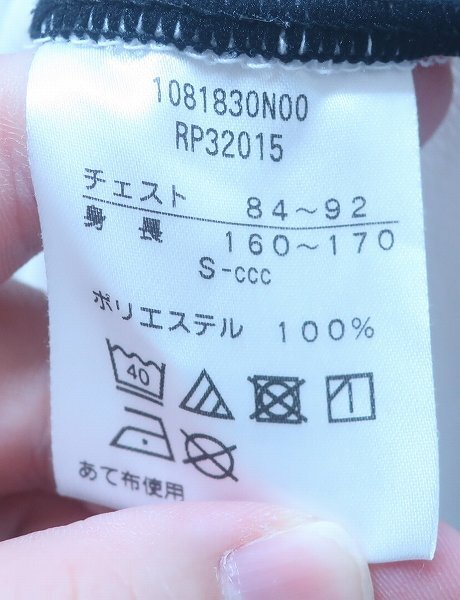 1081830N00
RP32015
チェスト 84～92
身長 160～170
S-ccc
ポリエステル 100%
40
あて布使用